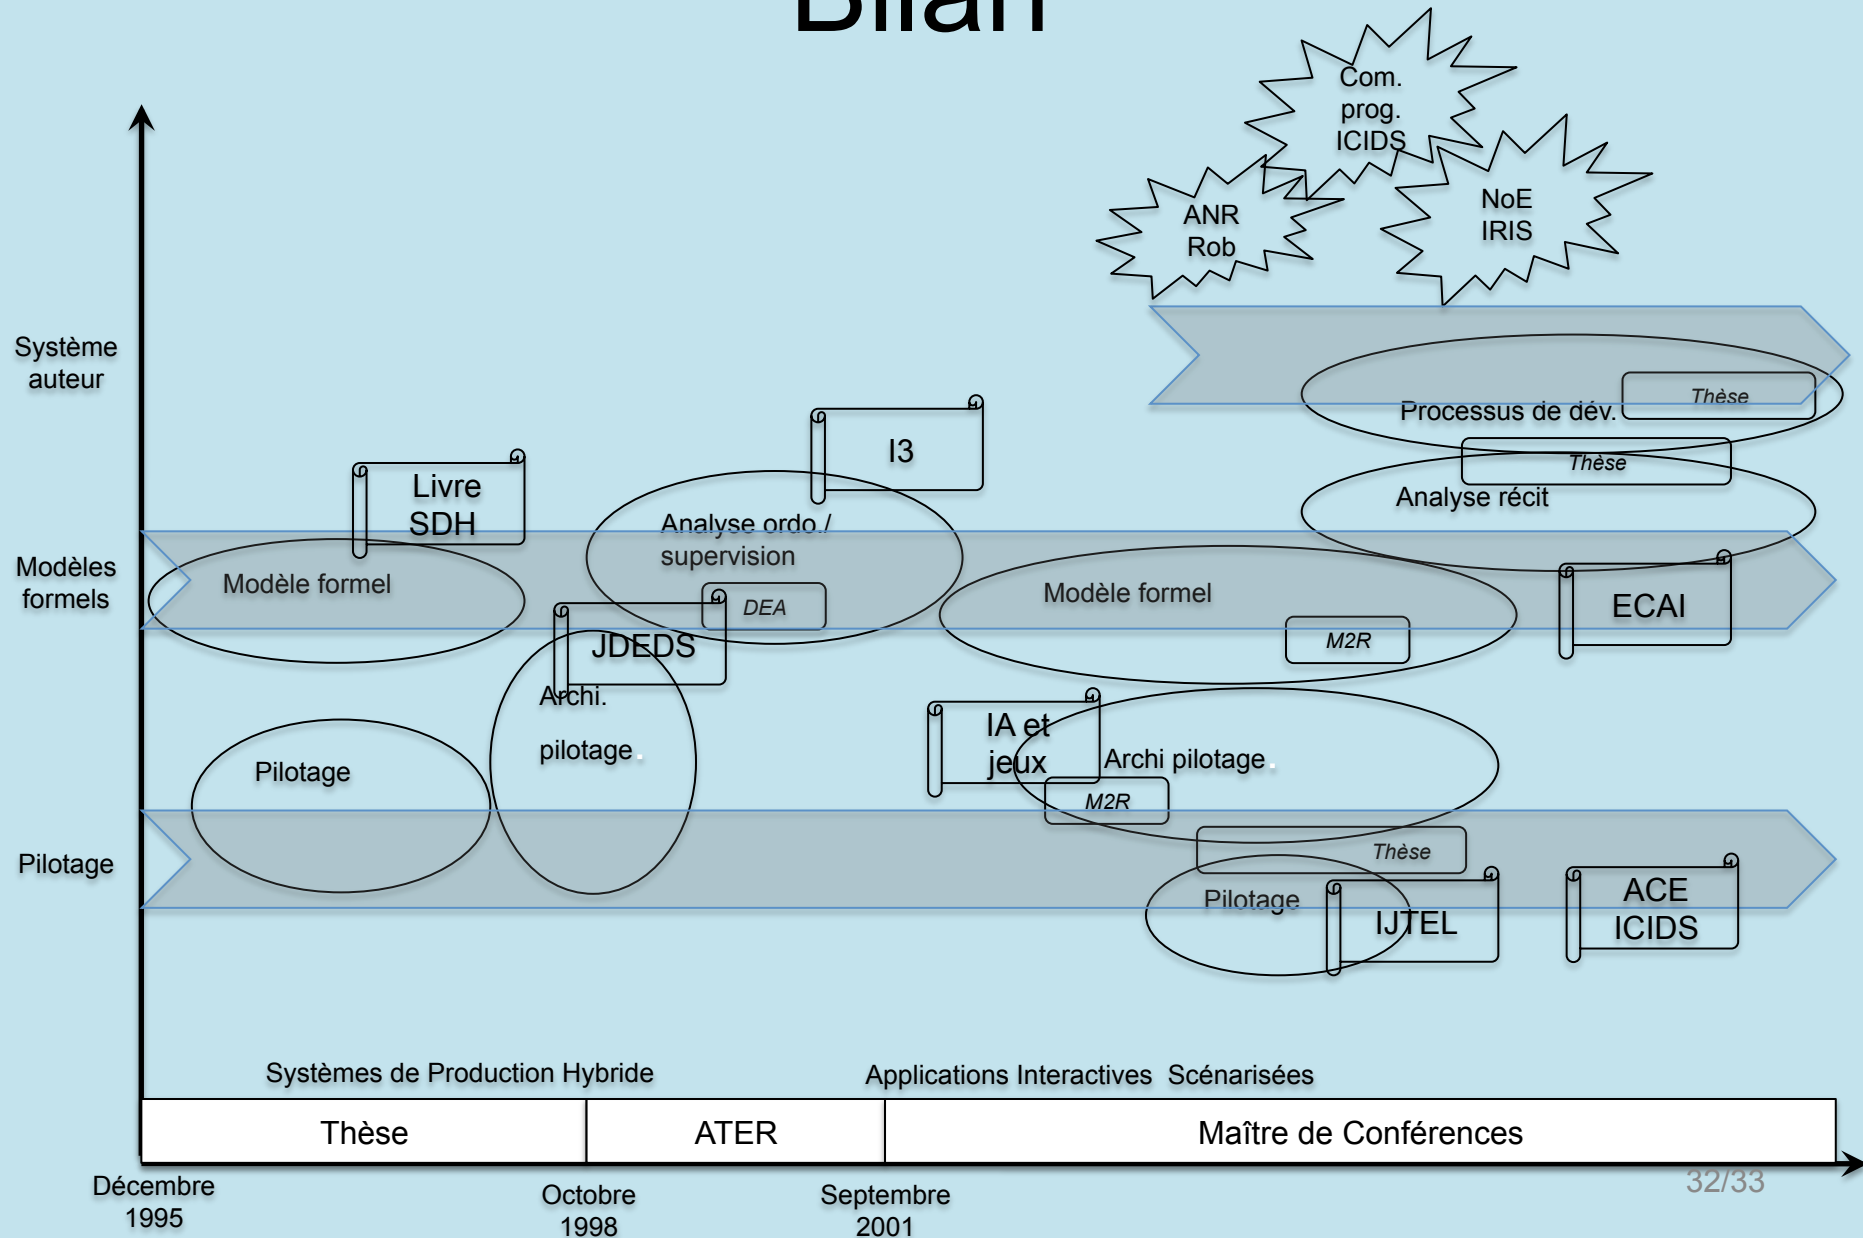 Bilan
Com.
prog.
ICIDS
ANR
Rob
NoE
IRIS
Système
auteur
Thèse
Processus de dév.
Thèse
Analyse récit
I3
Livre
SDH
Analyse ordo./
supervision
Modèles
formels
Modèle formel
DEA
Modèle formel
ECAI
M2R
JDEDS
Archi.
pilotage.
IA et
jeux
Archi pilotage.
M2R
Pilotage
Pilotage
Thèse
Pilotage
IJTEL
ACE
ICIDS
Systèmes de Production Hybride
Applications Interactives Scénarisées
Thèse
ATER
Maître de Conférences
Décembre
1995
Octobre
1998
Septembre
2001
32/33